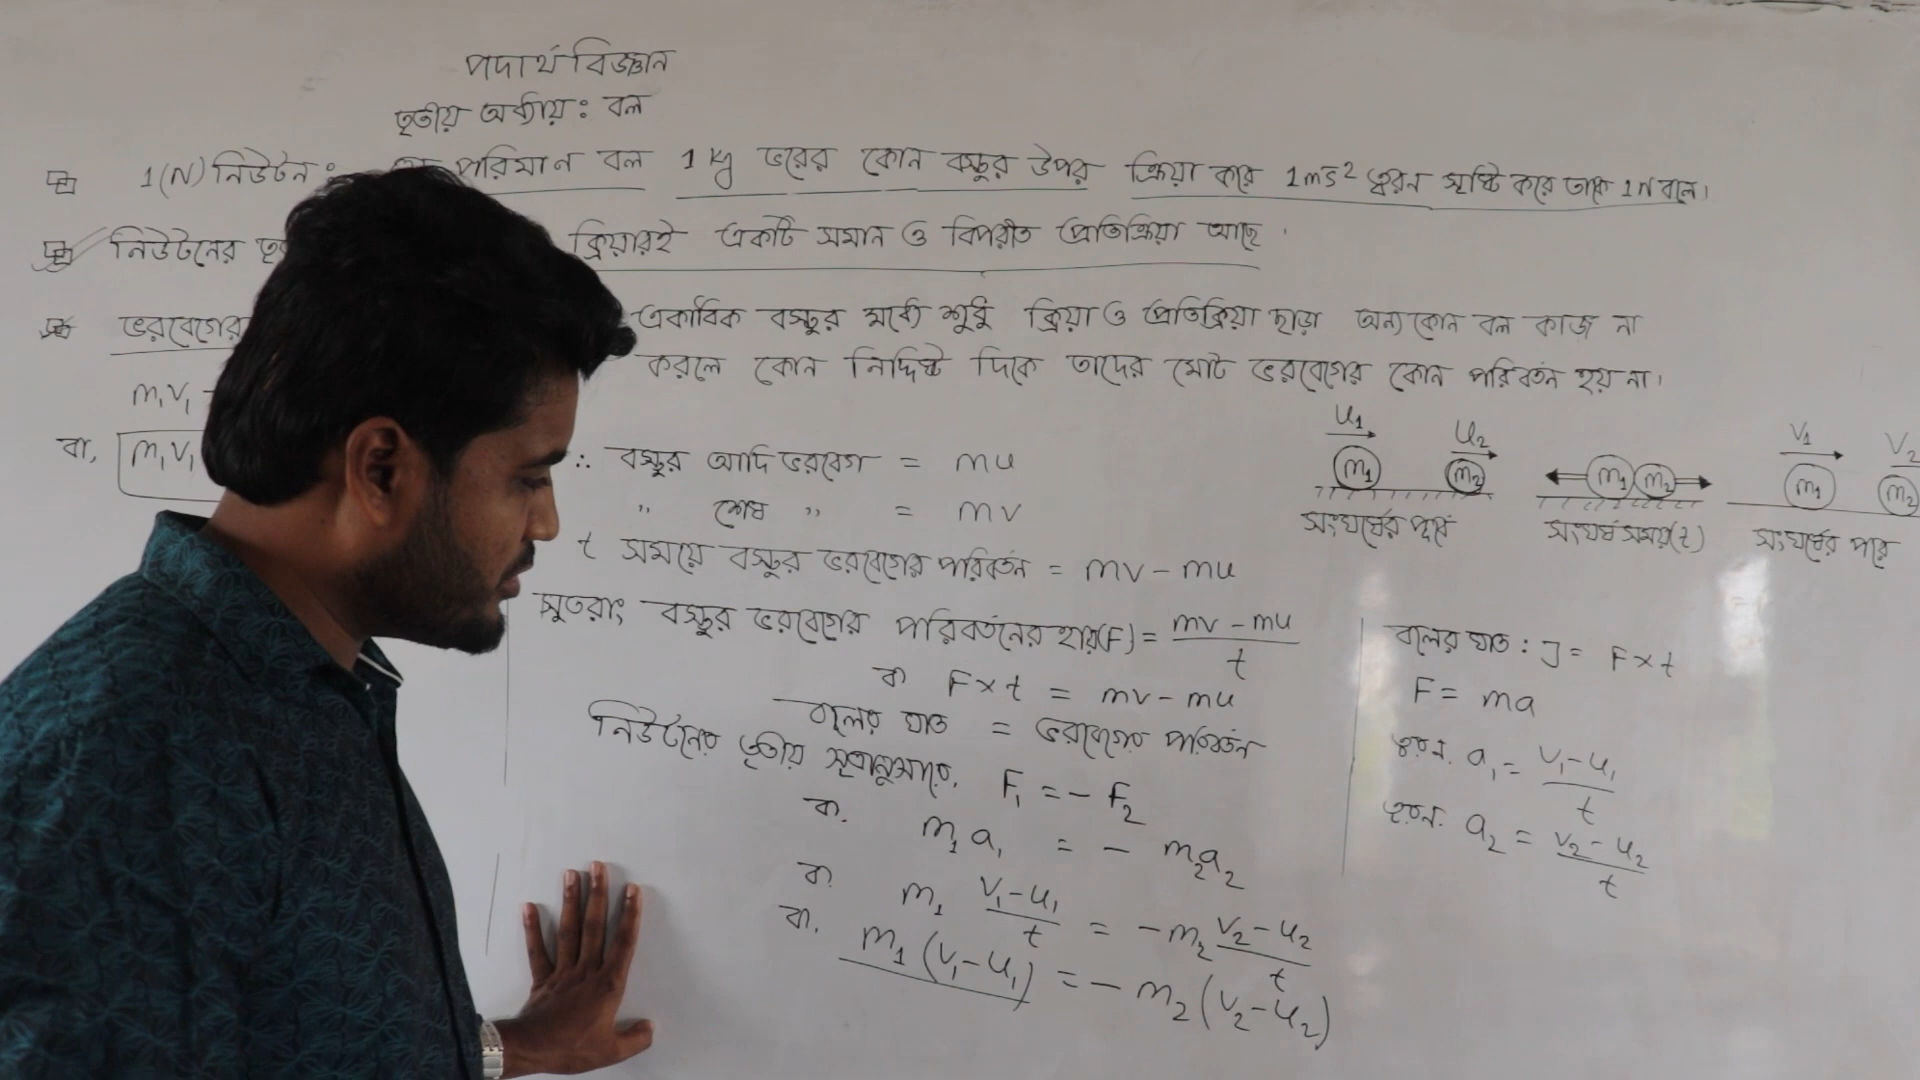 পদার্থ বিজ্ঞান
তৃতীয় অধ্যায়ঃ বল
1(N) নিউটনঃ পরিমাণ বল 1 kg ভরের কোন বস্তুর উপর ক্রিয়া করে 1ms² ত্বরন সৃষ্টি করে তাকে 1N বলে।
নিউটনের ক্রিয়ারই একটি সমান ও বিপরীত প্রতিক্রিয়া আছে।
ভরবেগের একাধিক বস্তুর মধ্যে শুধু ক্রিয়া ও প্রতিক্রিয়া ছাড়া অন্য কোন বল কাজ না
করলে কোন নির্দিষ্ট দিকে তাদের মোট ভরবেগের কোন পরিবর্তন হয় না।
m₁v₁
বা, m₁v₁
u₁ u₂ v₁ v₂
m₁ m₂ m₁ m₂ m₁ m₂
সংঘর্ষের পূর্বে সংঘর্ষ সময়(t) সংঘর্ষের পরে
∴ বস্তুর আদি ভরবেগ = mu
" শেষ " = mv
t সময়ে বস্তুর ভরবেগের পরিবর্তন = mv - mu
সুতরাং বস্তুর ভরবেগের পরিবর্তনের হার(F) = mv - mu / t
বা F × t = mv - mu
বলের ঘাত = ভরবেগের পরিবর্তন
নিউটনের তৃতীয় সূত্রানুসারে, F₁ = - F₂
বা, m₁a₁ = - m₂a₂
বা, m₁ v₁-u₁ / t = -m₂ v₂-u₂ / t
বা, m₁(v₁-u₁) = - m₂(v₂-u₂)
বলের ঘাত : J = F × t
F = ma
ত্বরন, a₁ = v₁-u₁ / t
ত্বরন, a₂ = v₂-u₂ / t